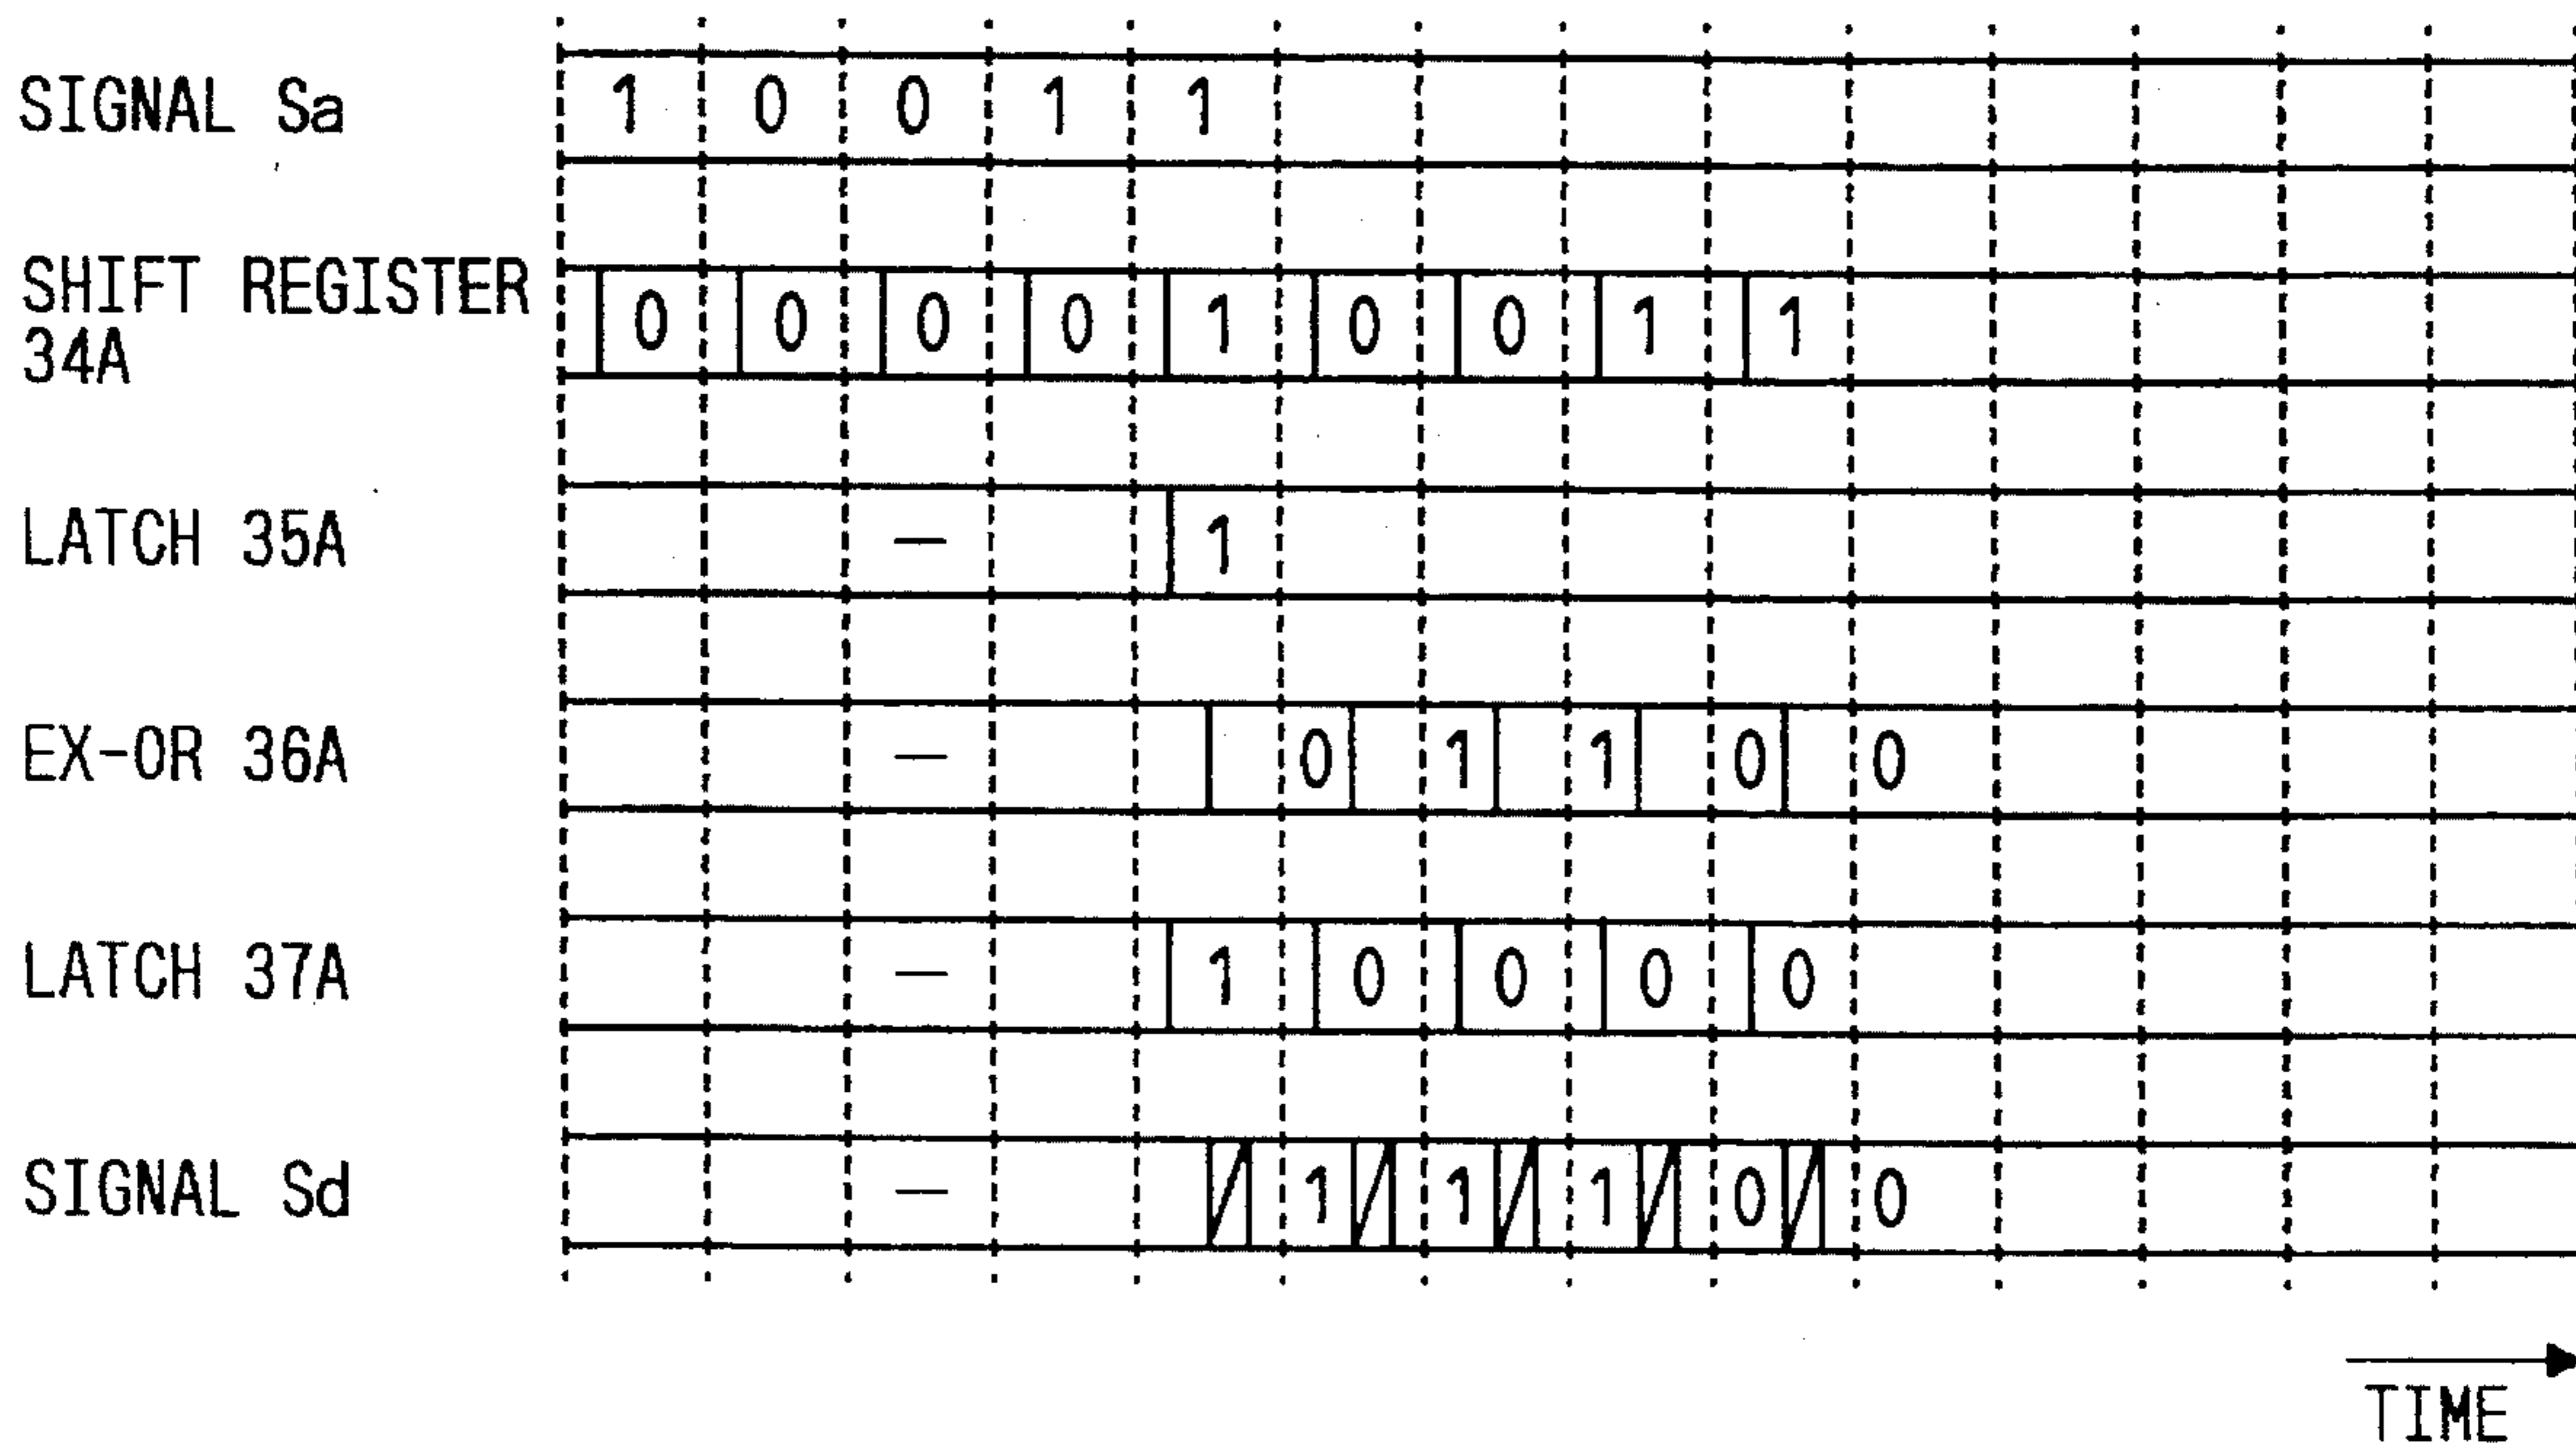 SIGNAL Sa 1 0 0 1 1
SHIFT REGISTER
34A
0 0 0 0 1 0 0 1 1
LATCH 35A — 1
EX-OR 36A — 0 1 1 0 0
LATCH 37A — 1 0 0 0 0
SIGNAL Sd — 1 1 1 0 0
TIME